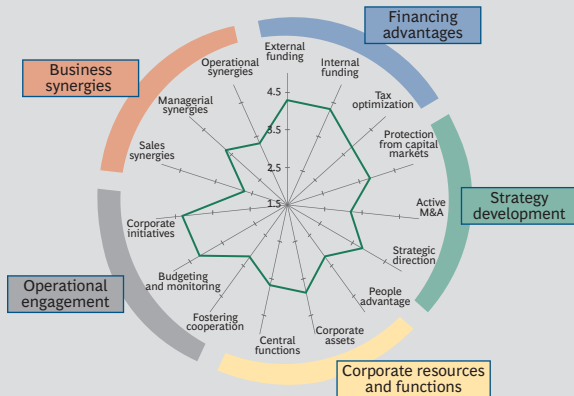 Financing
advantages
External
funding
Internal
funding
Tax
optimization
Protection
from capital
markets
Active
M&A
Strategy
development
Strategic
direction
People
advantage
Corporate
assets
Corporate resources
and functions
Central
functions
Fostering
cooperation
Budgeting
and monitoring
Operational
engagement
Corporate
initiatives
Sales
synergies
Managerial
synergies
Operational
synergies
Business
synergies
4.5
3.5
2.5
1.5